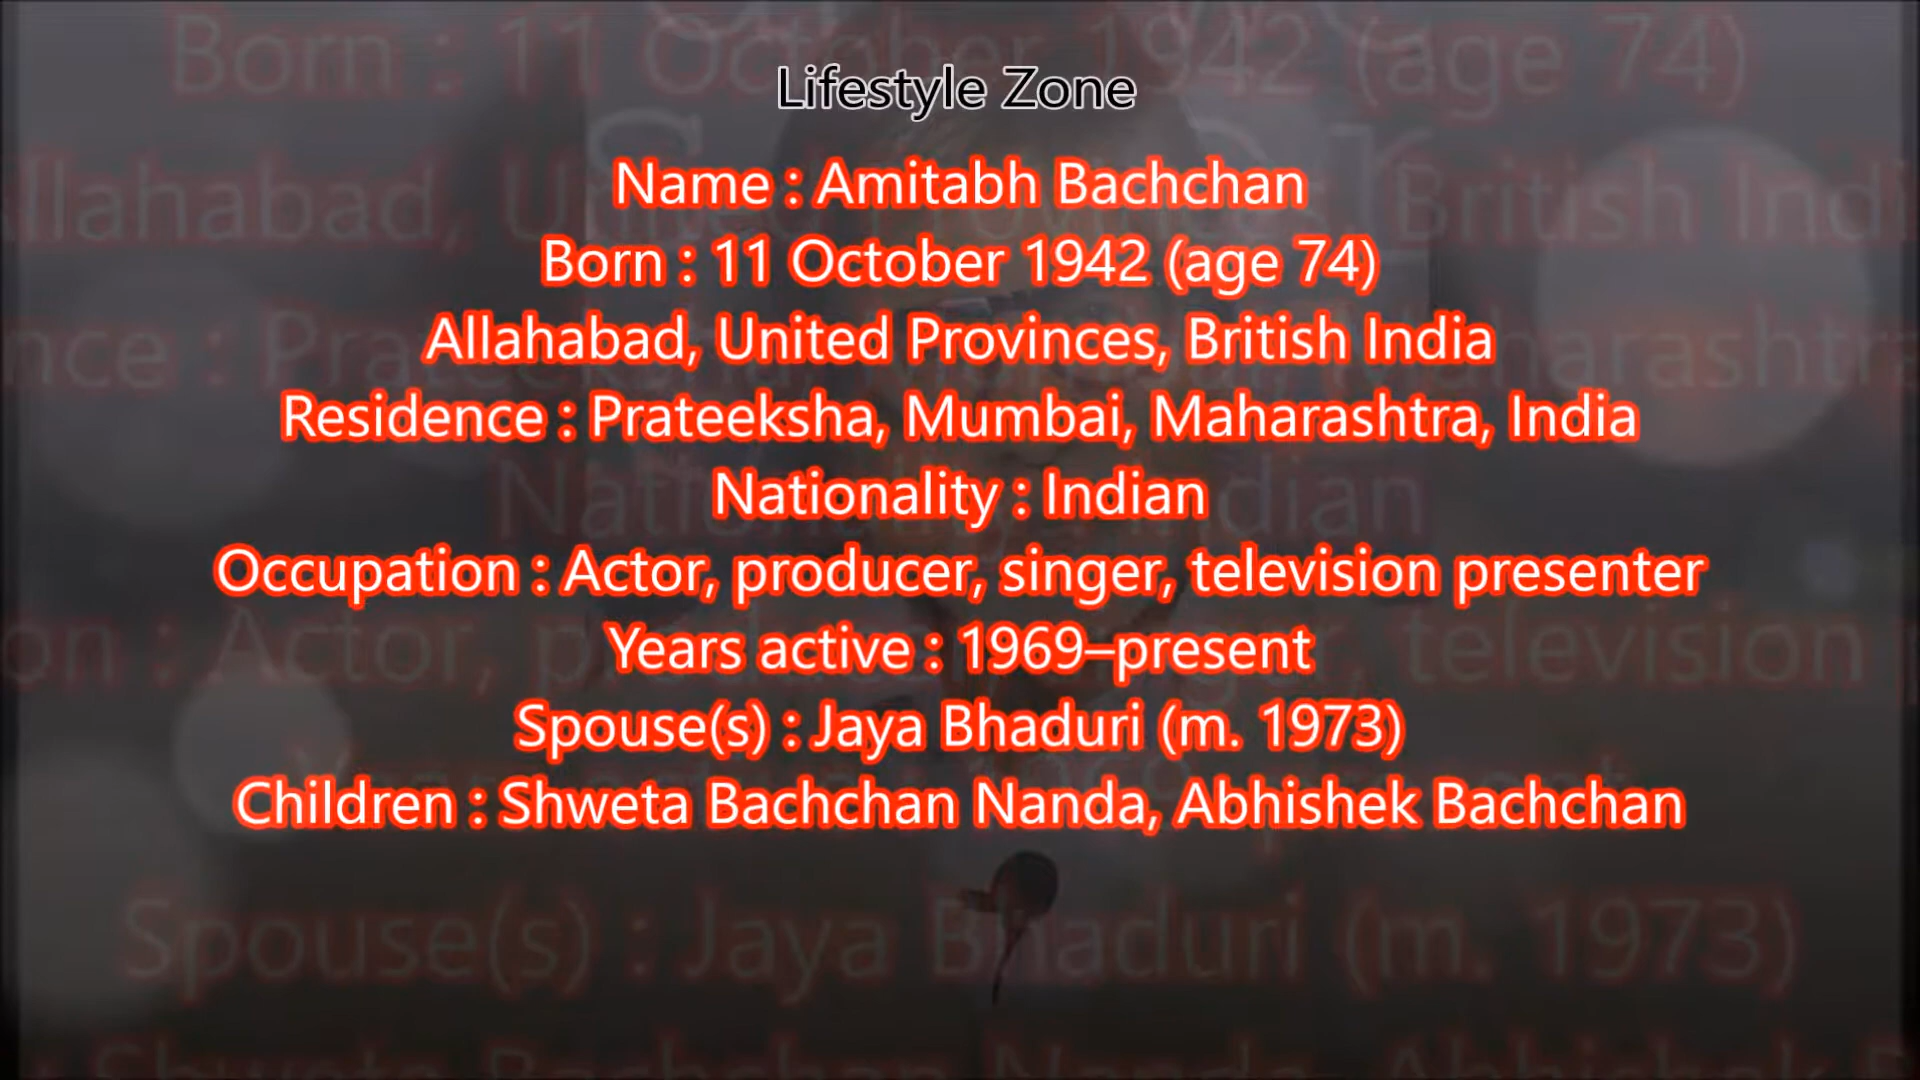 Lifestyle Zone
Name : Amitabh Bachchan
Born : 11 October 1942 (age 74)
Allahabad, United Provinces, British India
Residence : Prateeksha, Mumbai, Maharashtra, India
Nationality : Indian
Occupation : Actor, producer, singer, television presenter
Years active : 1969–present
Spouse(s) : Jaya Bhaduri (m. 1973)
Children : Shweta Bachchan Nanda, Abhishek Bachchan